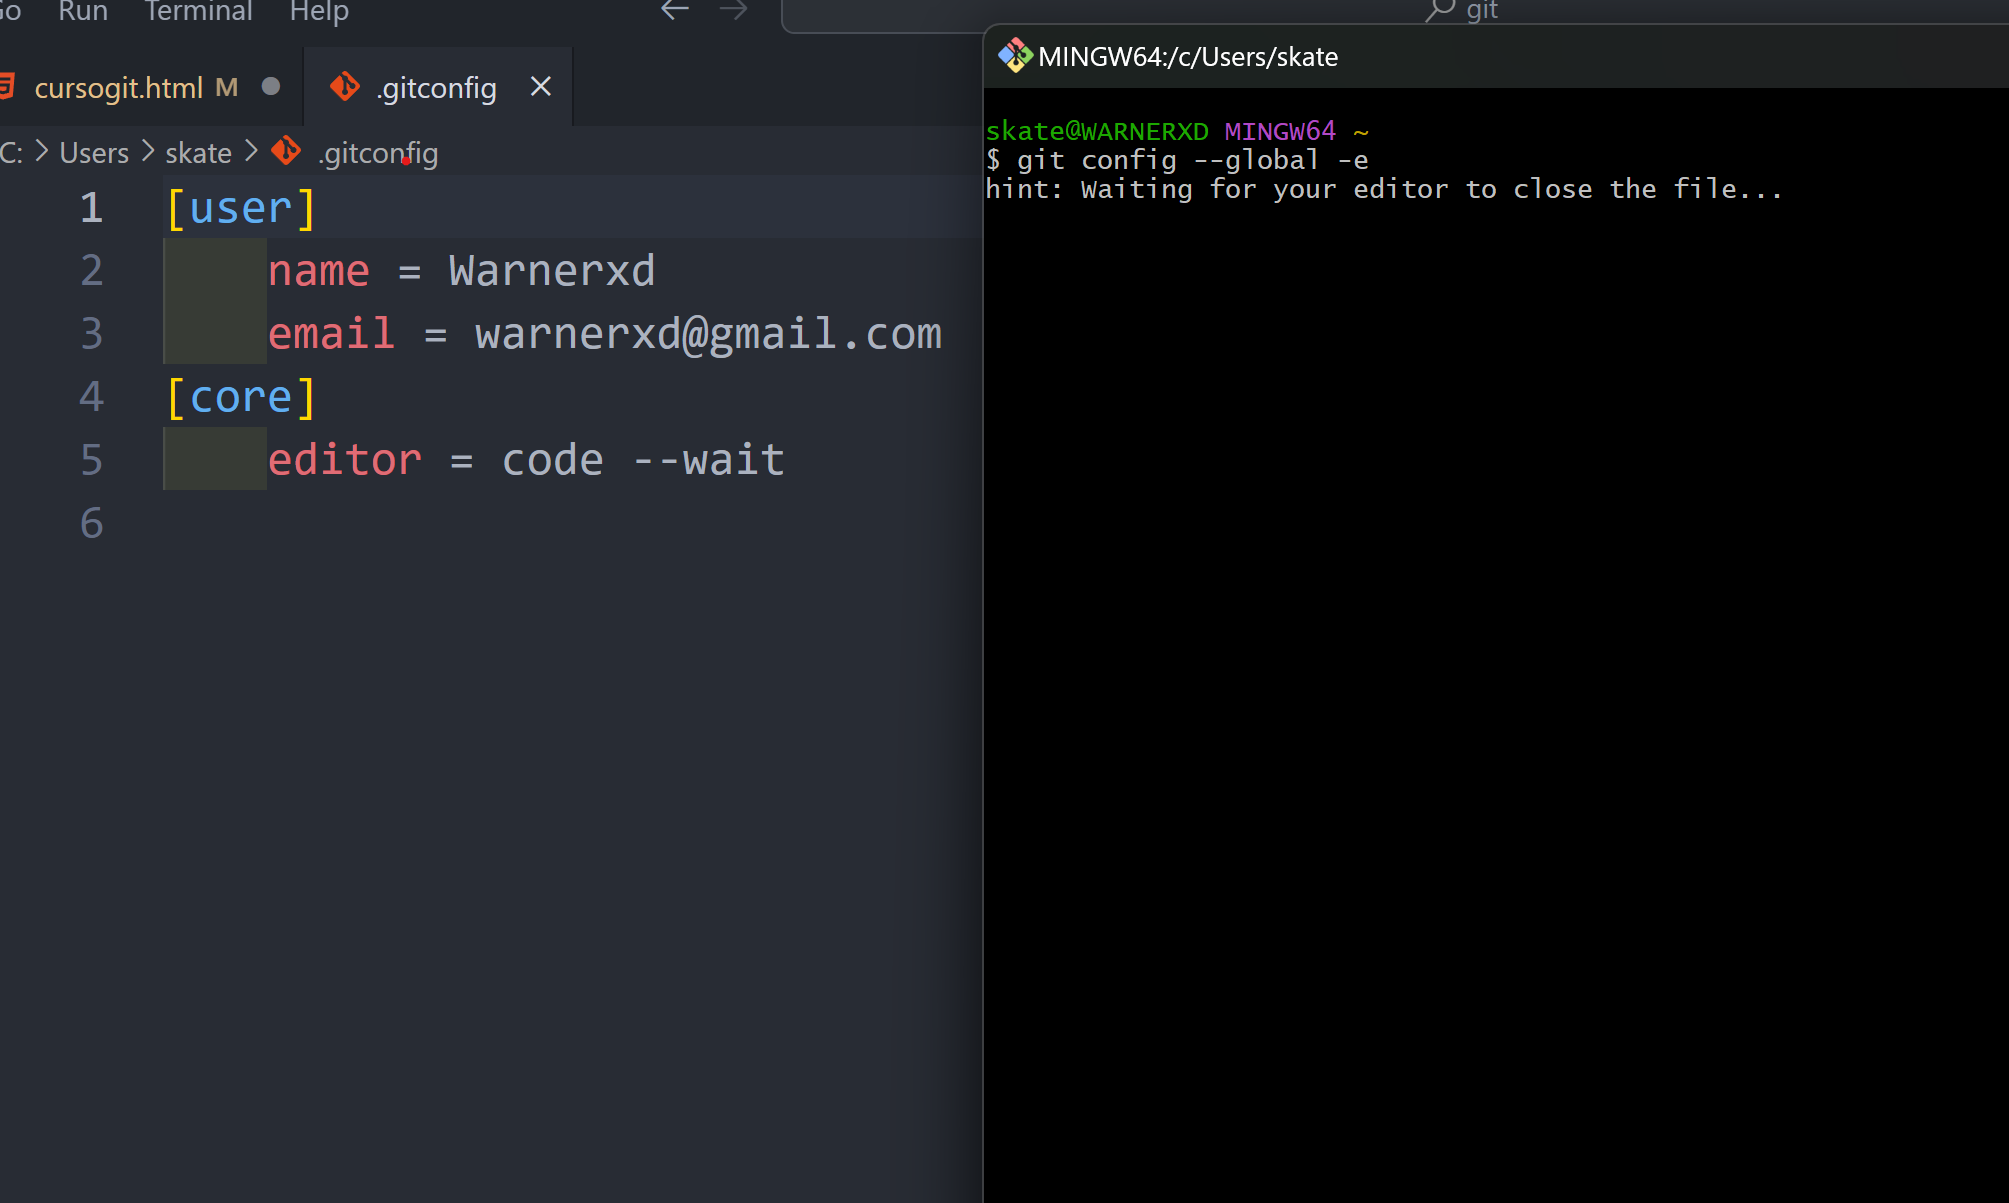 Run Terminal Help
git
cursogit.html M
.gitconfig
C: > Users > skate > .gitconfig
1 [user]
2 name = Warnerxd
3 email = warnerxd@gmail.com
4 [core]
5 editor = code --wait
6
MINGW64:/c/Users/skate
skate@WARNERXD MINGW64 ~
$ git config --global -e
hint: Waiting for your editor to close the file...